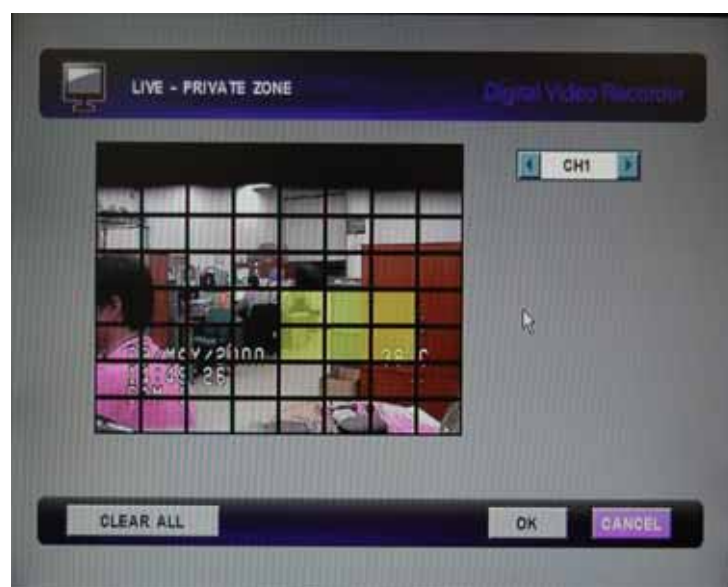 LIVE - PRIVATE ZONE
Digital Video Recorder
CH1
CLEAR ALL
OK
CANCEL